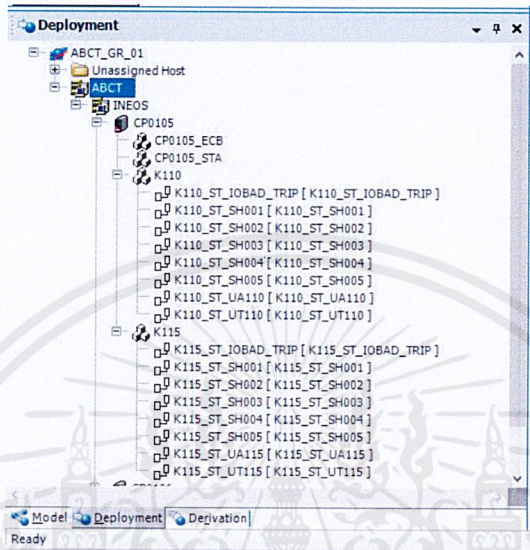 Deployment
ABCT_GR_01
Unassigned Host
ABCT
INEOS
CP0105
CP0105_ECB
CP0105_STA
K110
K110_ST_IOBAD_TRIP [ K110_ST_IOBAD_TRIP ]
K110_ST_SH001 [ K110_ST_SH001 ]
K110_ST_SH002 [ K110_ST_SH002 ]
K110_ST_SH003 [ K110_ST_SH003 ]
K110_ST_SH004 [ K110_ST_SH004 ]
K110_ST_SH005 [ K110_ST_SH005 ]
K110_ST_UA110 [ K110_ST_UA110 ]
K110_ST_UT110 [ K110_ST_UT110 ]
K115
K115_ST_IOBAD_TRIP [ K115_ST_IOBAD_TRIP ]
K115_ST_SH001 [ K115_ST_SH001 ]
K115_ST_SH002 [ K115_ST_SH002 ]
K115_ST_SH003 [ K115_ST_SH003 ]
K115_ST_SH004 [ K115_ST_SH004 ]
K115_ST_SH005 [ K115_ST_SH005 ]
K115_ST_UA115 [ K115_ST_UA115 ]
K115_ST_UT115 [ K115_ST_UT115 ]
Model Deployment Derivation
Ready